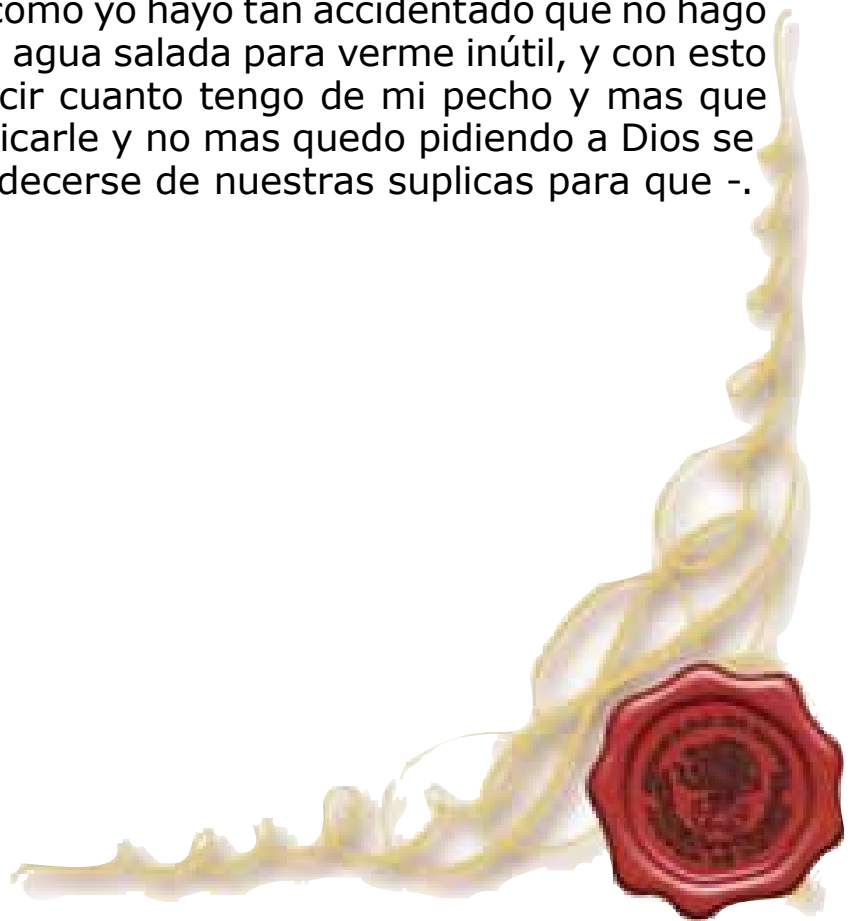 como yo hayo tan accidentado que no hago
agua salada para verme inútil, y con esto
cir cuanto tengo de mi pecho y mas que
icarle y no mas quedo pidiendo a Dios se
decerse de nuestras suplicas para que -.